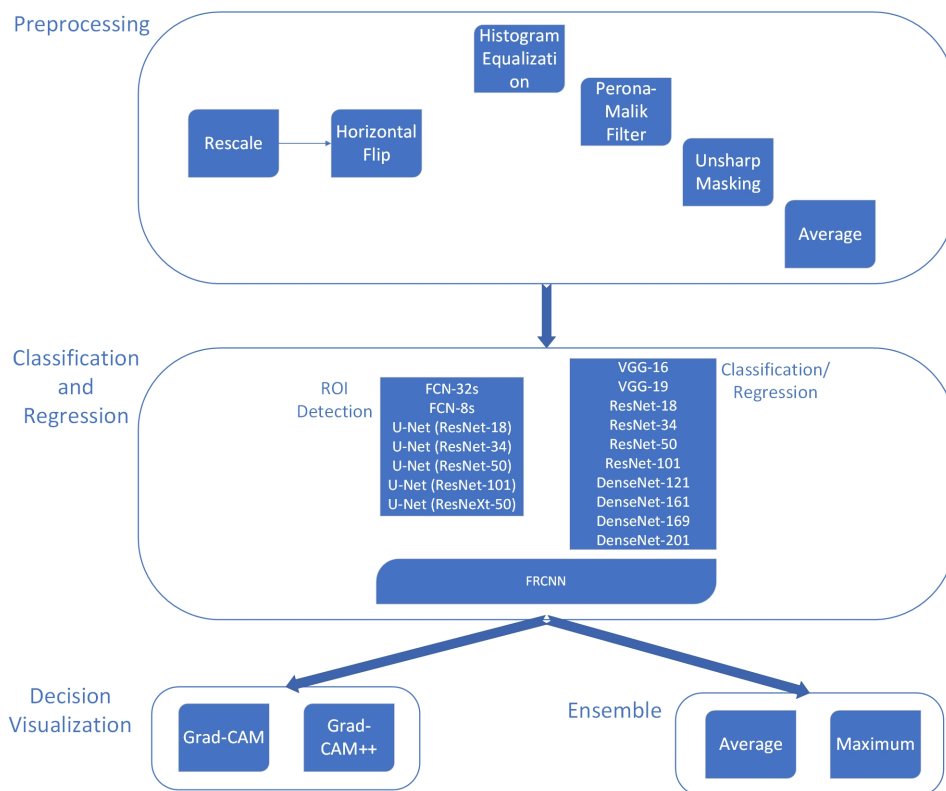 Preprocessing
Histogram
Equalizati
on
Perona-
Malik
Filter
Rescale
Horizontal
Flip
Unsharp
Masking
Average
Classification
and
Regression
ROI
Detection
FCN-32s
FCN-8s
U-Net (ResNet-18)
U-Net (ResNet-34)
U-Net (ResNet-50)
U-Net (ResNet-101)
U-Net (ResNeXt-50)
VGG-16
VGG-19
ResNet-18
ResNet-34
ResNet-50
ResNet-101
DenseNet-121
DenseNet-161
DenseNet-169
DenseNet-201
Classification/
Regression
FRCNN
Decision
Visualization
Grad-CAM
Grad-
CAM++
Ensemble
Average
Maximum